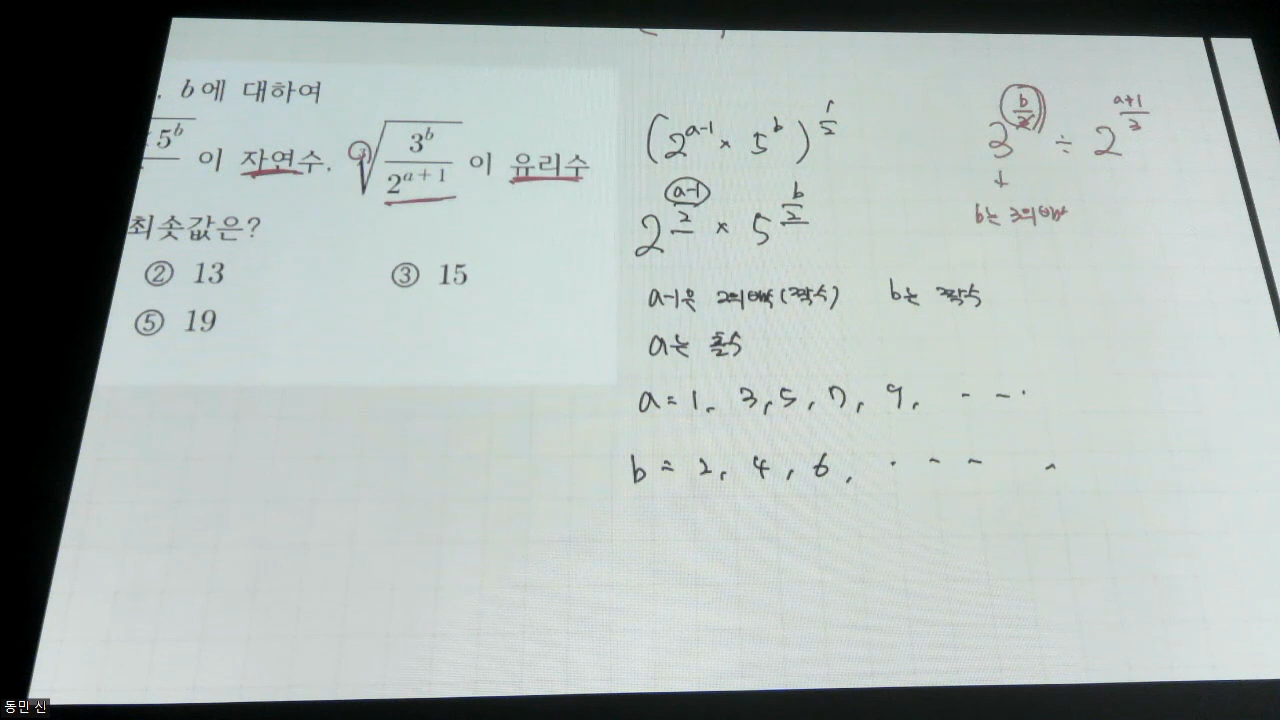 . b에 대하여
5^b 이 자연수, ∛(3^b / 2^(a+1)) 이 유리수
최솟값은?
② 13 ③ 15
⑤ 19
(2^(a-1) × 5^b)^(1/2)
2^((a-1)/2) × 5^(b/2)
a-1은 2의 배수(짝수) b는 짝수
a는 홀수
a = 1, 3, 5, 7, 9, - - ·
b = 2, 4, 6, · - - -
3^(b/3) ÷ 2^((a+1)/3)
b는 3의 배수
동민 신